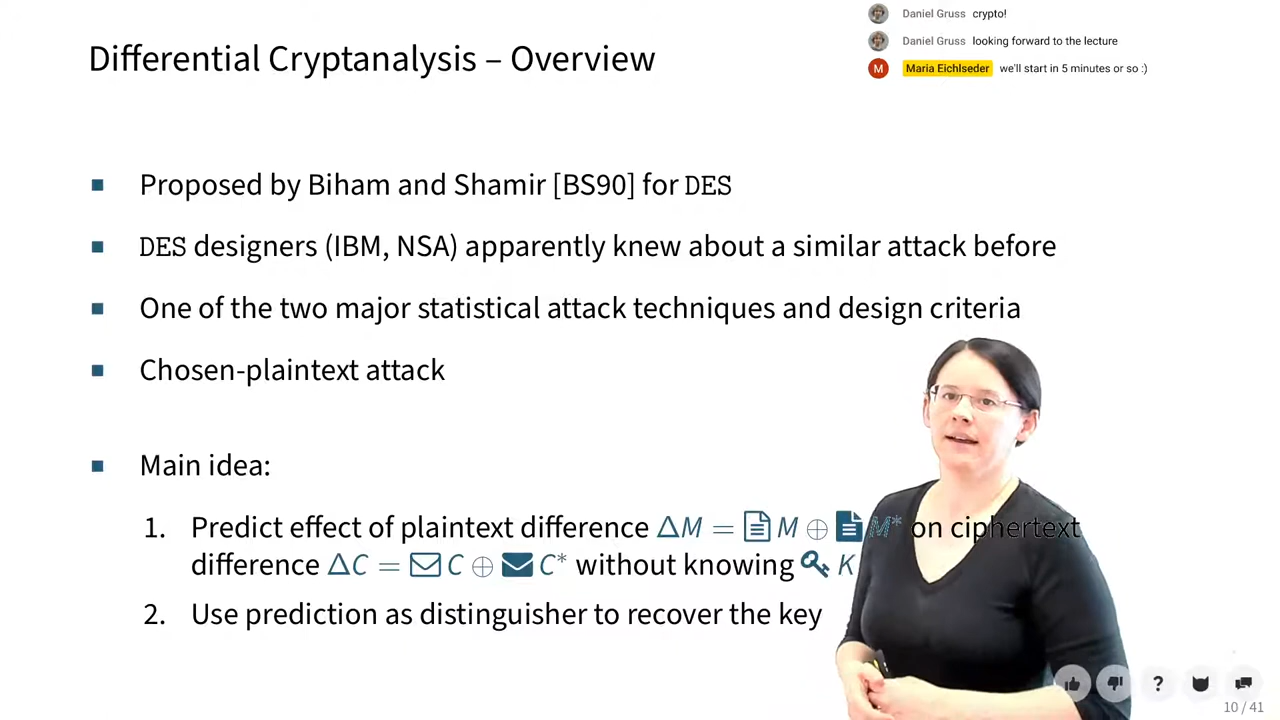 Daniel Gruss crypto!
Daniel Gruss looking forward to the lecture
M Maria Eichlseder we'll start in 5 minutes or so :)
Differential Cryptanalysis – Overview
Proposed by Biham and Shamir [BS90] for DES
DES designers (IBM, NSA) apparently knew about a similar attack before
One of the two major statistical attack techniques and design criteria
Chosen-plaintext attack
Main idea:
1. Predict effect of plaintext difference ΔM = M ⊕ M* on ciphertext
difference ΔC = C ⊕ C* without knowing K
2. Use prediction as distinguisher to recover the key
?
10 / 41